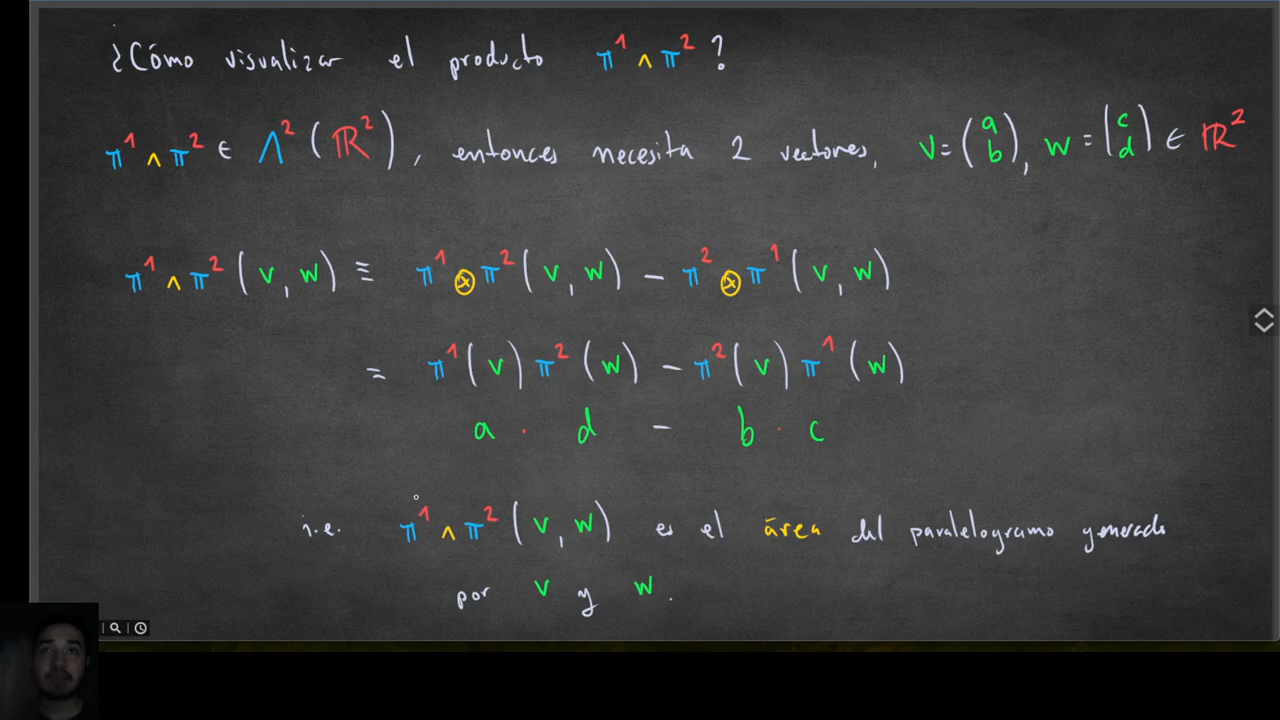 ¿Cómo visualizar el producto π¹ ∧ π² ?
π¹ ∧ π² ∈ Λ² (ℝ²), entonces necesita 2 vectores, v = (a b), w = (c d) ∈ ℝ²
π¹ ∧ π² (v, w) ≡ π¹ ⊗ π² (v, w) − π² ⊗ π¹ (v, w)
= π¹ (v) π² (w) − π² (v) π¹ (w)
a · d − b · c
i.e. π¹ ∧ π² (v, w) es el área del paralelogramo generado
por v y w.